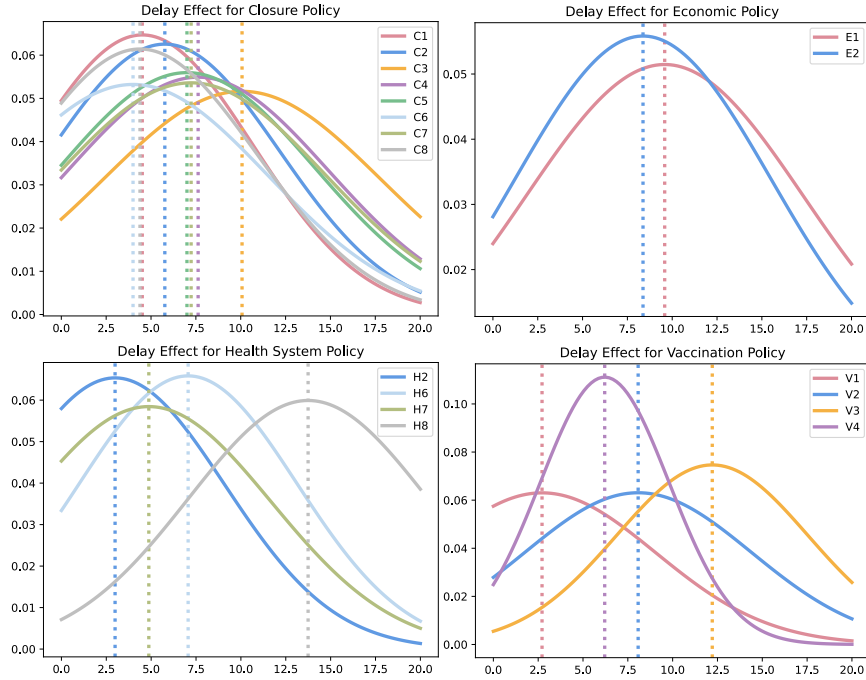 Delay Effect for Closure Policy
0.06
0.05
0.04
0.03
0.02
0.01
0.00
0.0 2.5 5.0 7.5 10.0 12.5 15.0 17.5 20.0
C1
C2
C3
C4
C5
C6
C7
C8
Delay Effect for Economic Policy
0.05
0.04
0.03
0.02
0.0 2.5 5.0 7.5 10.0 12.5 15.0 17.5 20.0
E1
E2
Delay Effect for Health System Policy
0.06
0.05
0.04
0.03
0.02
0.01
0.00
0.0 2.5 5.0 7.5 10.0 12.5 15.0 17.5 20.0
H2
H6
H7
H8
Delay Effect for Vaccination Policy
0.10
0.08
0.06
0.04
0.02
0.00
0.0 2.5 5.0 7.5 10.0 12.5 15.0 17.5 20.0
V1
V2
V3
V4